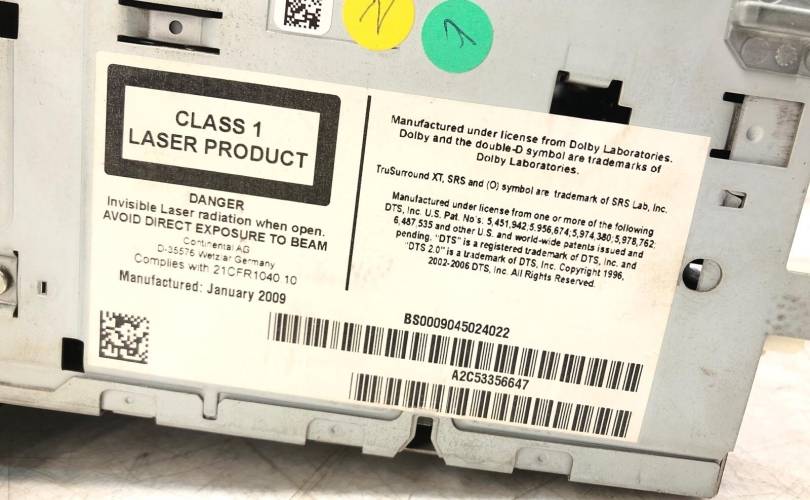 CLASS 1
LASER PRODUCT
DANGER
Invisible Laser radiation when open.
AVOID DIRECT EXPOSURE TO BEAM
Continental AG
D-35576 Wetzlar Germany
Complies with 21CFR1040.10
Manufactured: January 2009
Manufactured under license from Dolby Laboratories.
Dolby and the double-D symbol are trademarks of
Dolby Laboratories.
TruSurround XT, SRS and (O) symbol are trademark of SRS Lab, Inc.
Manufactured under license from one or more of the following
DTS, Inc. U.S. Pat. No's. 5,451,942;5,956,674;5,974,380;5,978,762;
6,487,535 and other U.S. and world-wide patents issued and
pending. "DTS" is a registered trademark of DTS, Inc. and
"DTS 2.0" is a trademark of DTS, Inc. Copyright 1996,
2002-2006 DTS, Inc. All Rights Reserved.
BS0009045024022
A2C53356647